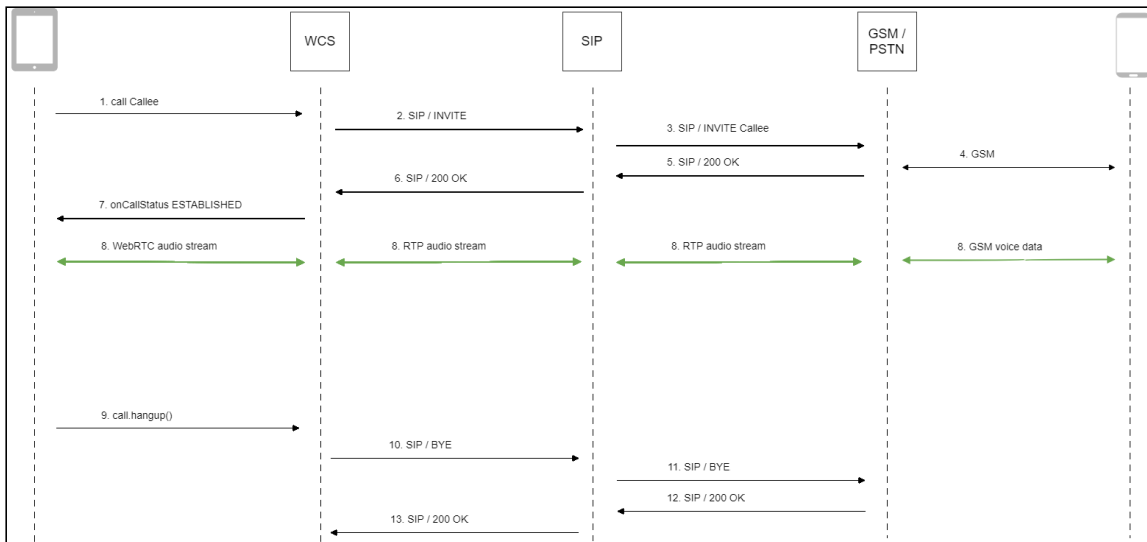 WCS
SIP
GSM /
PSTN
1. call Callee
2. SIP / INVITE
3. SIP / INVITE Callee
4. GSM
5. SIP / 200 OK
6. SIP / 200 OK
7. onCallStatus ESTABLISHED
8. WebRTC audio stream
8. RTP audio stream
8. RTP audio stream
8. GSM voice data
9. call.hangup()
10. SIP / BYE
11. SIP / BYE
12. SIP / 200 OK
13. SIP / 200 OK